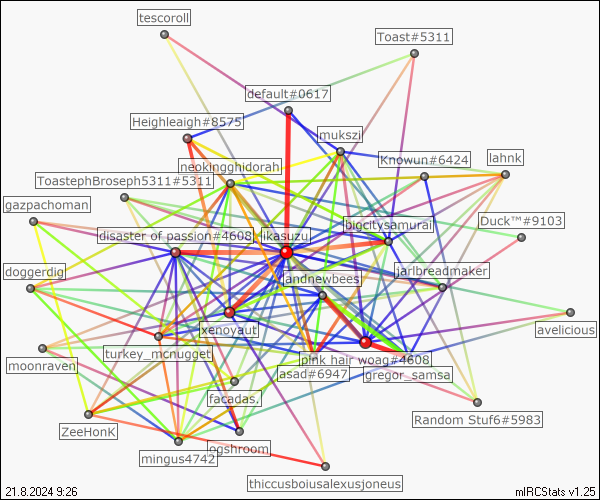 tescoroll
Toast#5311
default#0617
Heighleaigh#8575
mukszi
neokingghidorah
Knowun#6424
lahnk
ToastephBroseph5311#5311
gazpachoman
Duck™#9103
bigcitysamurai
disaster of passion#4608
ikasuzu
doggerdig
jarlbreadmaker
andnewbees
xenoyaut
avelicious
turkey_mcnugget
pink hair woag#4608
moonraven
asad#6947
gregor_samsa
facadas.
Random Stuf6#5983
ZeeHonK
ogshroom
mingus4742
thiccusboiusalexusjoneus
21.8.2024 9:26
mIRCStats v1.25